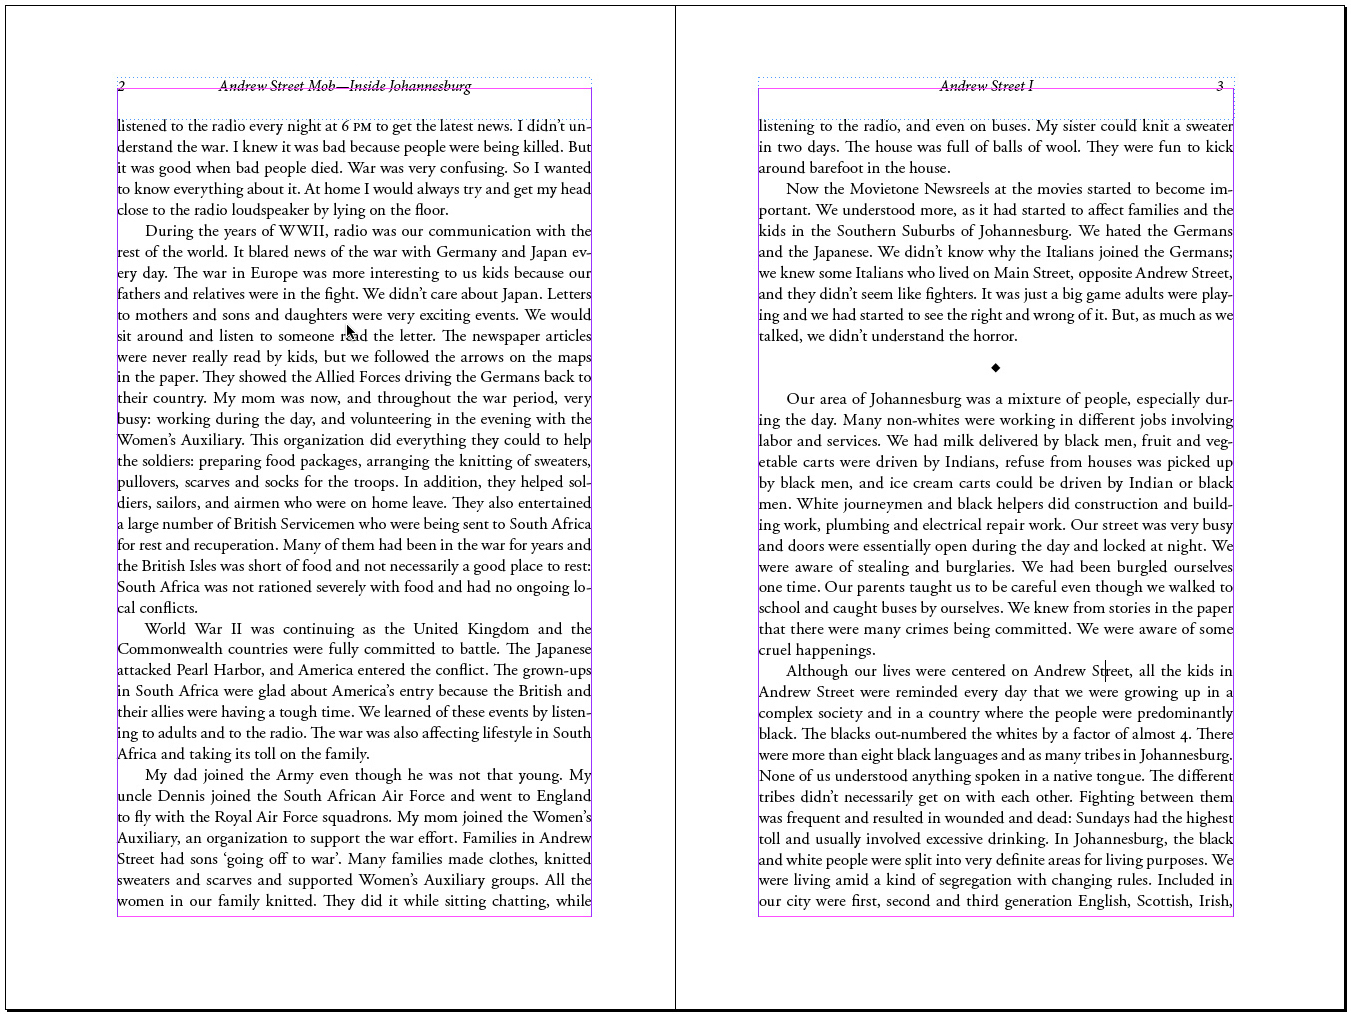 2 Andrew Street Mob—Inside Johannesburg
listened to the radio every night at 6 PM to get the latest news. I didn’t un-
derstand the war. I knew it was bad because people were being killed. But
it was good when bad people died. War was very confusing. So I wanted
to know everything about it. At home I would always try and get my head
close to the radio loudspeaker by lying on the floor.
During the years of WWII, radio was our communication with the
rest of the world. It blared news of the war with Germany and Japan ev-
ery day. The war in Europe was more interesting to us kids because our
fathers and relatives were in the fight. We didn’t care about Japan. Letters
to mothers and sons and daughters were very exciting events. We would
sit around and listen to someone read the letter. The newspaper articles
were never really read by kids, but we followed the arrows on the maps
in the paper. They showed the Allied Forces driving the Germans back to
their country. My mom was now, and throughout the war period, very
busy: working during the day, and volunteering in the evening with the
Women’s Auxiliary. This organization did everything they could to help
the soldiers: preparing food packages, arranging the knitting of sweaters,
pullovers, scarves and socks for the troops. In addition, they helped sol-
diers, sailors, and airmen who were on home leave. They also entertained
a large number of British Servicemen who were being sent to South Africa
for rest and recuperation. Many of them had been in the war for years and
the British Isles was short of food and not necessarily a good place to rest:
South Africa was not rationed severely with food and had no ongoing lo-
cal conflicts.
World War II was continuing as the United Kingdom and the
Commonwealth countries were fully committed to battle. The Japanese
attacked Pearl Harbor, and America entered the conflict. The grown-ups
in South Africa were glad about America’s entry because the British and
their allies were having a tough time. We learned of these events by listen-
ing to adults and to the radio. The war was also affecting lifestyle in South
Africa and taking its toll on the family.
My dad joined the Army even though he was not that young. My
uncle Dennis joined the South African Air Force and went to England
to fly with the Royal Air Force squadrons. My mom joined the Women’s
Auxiliary, an organization to support the war effort. Families in Andrew
Street had sons ‘going off to war’. Many families made clothes, knitted
sweaters and scarves and supported Women’s Auxiliary groups. All the
women in our family knitted. They did it while sitting chatting, while
Andrew Street I 3
listening to the radio, and even on buses. My sister could knit a sweater
in two days. The house was full of balls of wool. They were fun to kick
around barefoot in the house.
Now the Movietone Newsreels at the movies started to become im-
portant. We understood more, as it had started to affect families and the
kids in the Southern Suburbs of Johannesburg. We hated the Germans
and the Japanese. We didn’t know why the Italians joined the Germans;
we knew some Italians who lived on Main Street, opposite Andrew Street,
and they didn’t seem like fighters. It was just a big game adults were play-
ing and we had started to see the right and wrong of it. But, as much as we
talked, we didn’t understand the horror.
◆
Our area of Johannesburg was a mixture of people, especially dur-
ing the day. Many non-whites were working in different jobs involving
labor and services. We had milk delivered by black men, fruit and veg-
etable carts were driven by Indians, refuse from houses was picked up
by black men, and ice cream carts could be driven by Indian or black
men. White journeymen and black helpers did construction and build-
ing work, plumbing and electrical repair work. Our street was very busy
and doors were essentially open during the day and locked at night. We
were aware of stealing and burglaries. We had been burgled ourselves
one time. Our parents taught us to be careful even though we walked to
school and caught buses by ourselves. We knew from stories in the paper
that there were many crimes being committed. We were aware of some
cruel happenings.
Although our lives were centered on Andrew Street, all the kids in
Andrew Street were reminded every day that we were growing up in a
complex society and in a country where the people were predominantly
black. The blacks out-numbered the whites by a factor of almost 4. There
were more than eight black languages and as many tribes in Johannesburg.
None of us understood anything spoken in a native tongue. The different
tribes didn’t necessarily get on with each other. Fighting between them
was frequent and resulted in wounded and dead: Sundays had the highest
toll and usually involved excessive drinking. In Johannesburg, the black
and white people were split into very definite areas for living purposes. We
were living amid a kind of segregation with changing rules. Included in
our city were first, second and third generation English, Scottish, Irish,